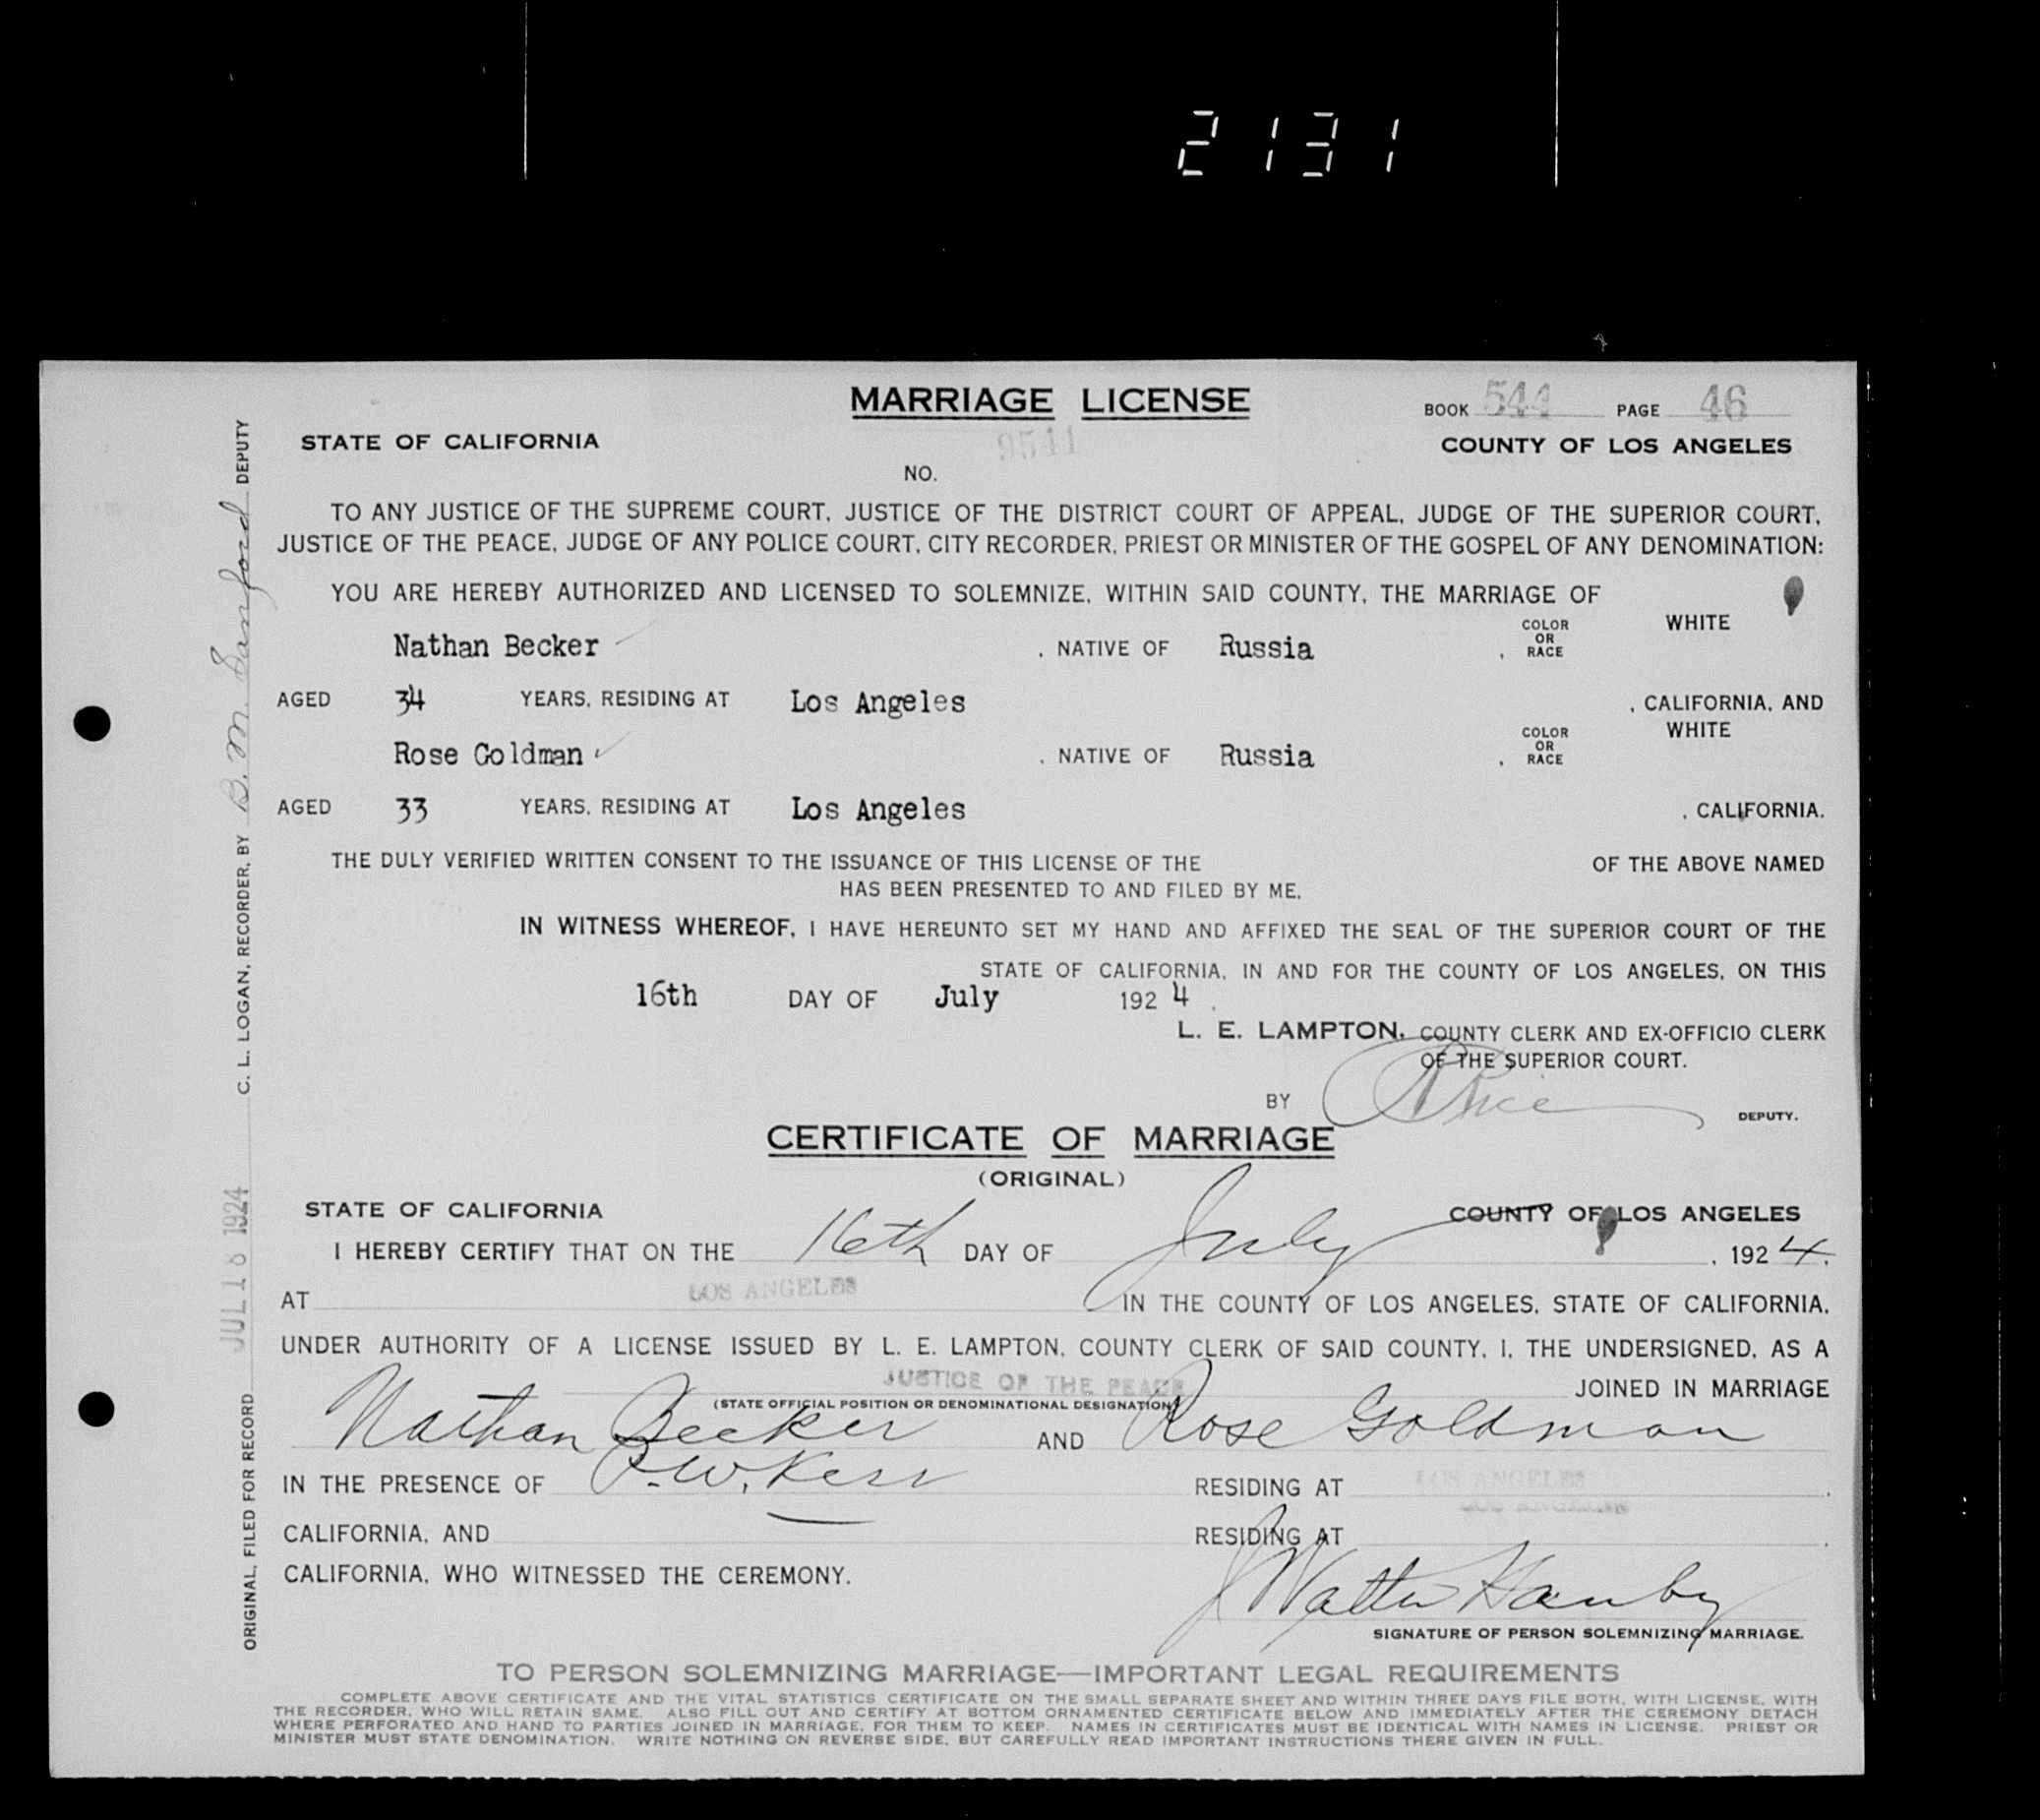 2131
MARRIAGE LICENSE
BOOK 544 PAGE 46
STATE OF CALIFORNIA
9541
COUNTY OF LOS ANGELES
NO.
TO ANY JUSTICE OF THE SUPREME COURT, JUSTICE OF THE DISTRICT COURT OF APPEAL, JUDGE OF THE SUPERIOR COURT,
JUSTICE OF THE PEACE, JUDGE OF ANY POLICE COURT, CITY RECORDER, PRIEST OR MINISTER OF THE GOSPEL OF ANY DENOMINATION:
YOU ARE HEREBY AUTHORIZED AND LICENSED TO SOLEMNIZE, WITHIN SAID COUNTY, THE MARRIAGE OF
Nathan Becker , NATIVE OF Russia , COLOR OR RACE WHITE
AGED 34 YEARS, RESIDING AT Los Angeles , CALIFORNIA, AND
Rose Goldman , NATIVE OF Russia , COLOR OR RACE WHITE
AGED 33 YEARS, RESIDING AT Los Angeles , CALIFORNIA.
THE DULY VERIFIED WRITTEN CONSENT TO THE ISSUANCE OF THIS LICENSE OF THE OF THE ABOVE NAMED
HAS BEEN PRESENTED TO AND FILED BY ME.
IN WITNESS WHEREOF, I HAVE HEREUNTO SET MY HAND AND AFFIXED THE SEAL OF THE SUPERIOR COURT OF THE
STATE OF CALIFORNIA, IN AND FOR THE COUNTY OF LOS ANGELES, ON THIS
16th DAY OF July 1924 .
L. E. LAMPTON, COUNTY CLERK AND EX-OFFICIO CLERK
OF THE SUPERIOR COURT.
BY DEPUTY.
CERTIFICATE OF MARRIAGE
(ORIGINAL)
STATE OF CALIFORNIA COUNTY OF LOS ANGELES
I HEREBY CERTIFY THAT ON THE 16th DAY OF July , 1924.
AT LOS ANGELES IN THE COUNTY OF LOS ANGELES, STATE OF CALIFORNIA,
UNDER AUTHORITY OF A LICENSE ISSUED BY L. E. LAMPTON, COUNTY CLERK OF SAID COUNTY, I, THE UNDERSIGNED, AS A
JUSTICE OF THE PEACE JOINED IN MARRIAGE
(STATE OFFICIAL POSITION OR DENOMINATIONAL DESIGNATION)
Nathan Becker AND Rose Goldman
IN THE PRESENCE OF P. W. Kerr RESIDING AT LOS ANGELES .
LOS ANGELES
CALIFORNIA, AND RESIDING AT .
CALIFORNIA, WHO WITNESSED THE CEREMONY.
J Walter Hanby
SIGNATURE OF PERSON SOLEMNIZING MARRIAGE.
TO PERSON SOLEMNIZING MARRIAGE—IMPORTANT LEGAL REQUIREMENTS
COMPLETE ABOVE CERTIFICATE AND THE VITAL STATISTICS CERTIFICATE ON THE SMALL SEPARATE SHEET AND WITHIN THREE DAYS FILE BOTH, WITH LICENSE, WITH
THE RECORDER, WHO WILL RETAIN SAME. ALSO FILL OUT AND CERTIFY AT BOTTOM ORNAMENTED CERTIFICATE BELOW AND IMMEDIATELY AFTER THE CEREMONY DETACH
WHERE PERFORATED AND HAND TO PARTIES JOINED IN MARRIAGE, FOR THEM TO KEEP. NAMES IN CERTIFICATES MUST BE IDENTICAL WITH NAMES IN LICENSE. PRIEST OR
MINISTER MUST STATE DENOMINATION. WRITE NOTHING ON REVERSE SIDE, BUT CAREFULLY READ IMPORTANT INSTRUCTIONS THERE GIVEN IN FULL.
ORIGINAL, FILED FOR RECORD JUL 18 1924 C. L. LOGAN, RECORDER, BY B. M. Sanford DEPUTY